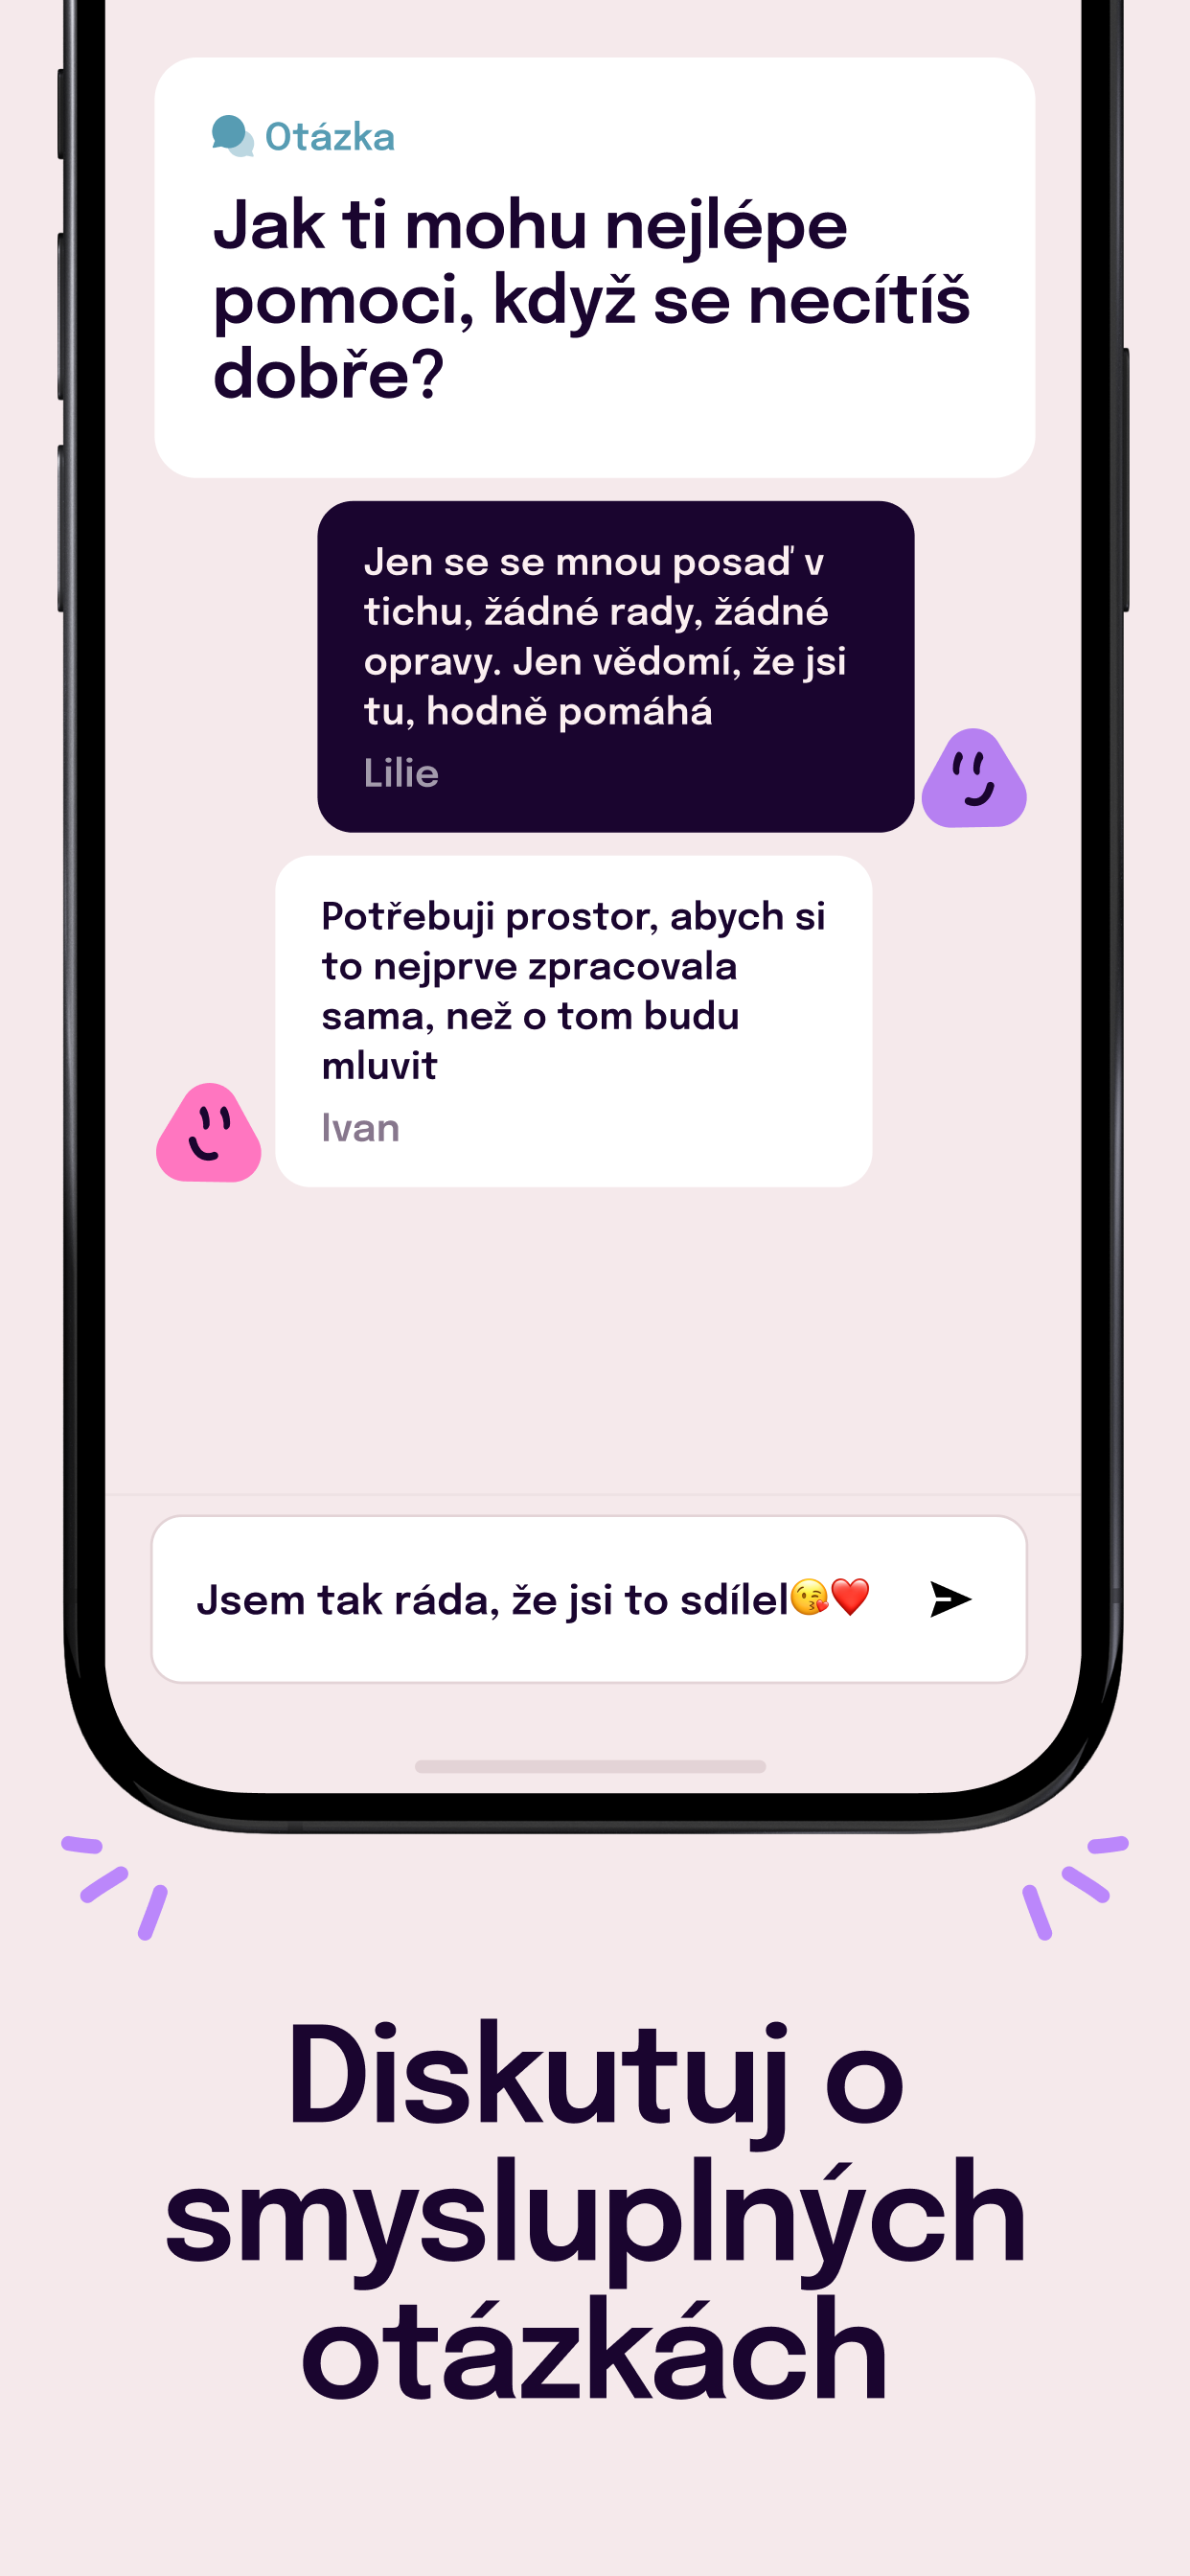 Otázka
Jak ti mohu nejlépe
pomoci, když se necítíš
dobře?
Jen se se mnou posaď v
tichu, žádné rady, žádné
opravy. Jen vědomí, že jsi
tu, hodně pomáhá
Lilie
Potřebuji prostor, abych si
to nejprve zpracovala
sama, než o tom budu
mluvit
Ivan
Jsem tak ráda, že jsi to sdílel😘❤️
Diskutuj o
smysluplných
otázkách